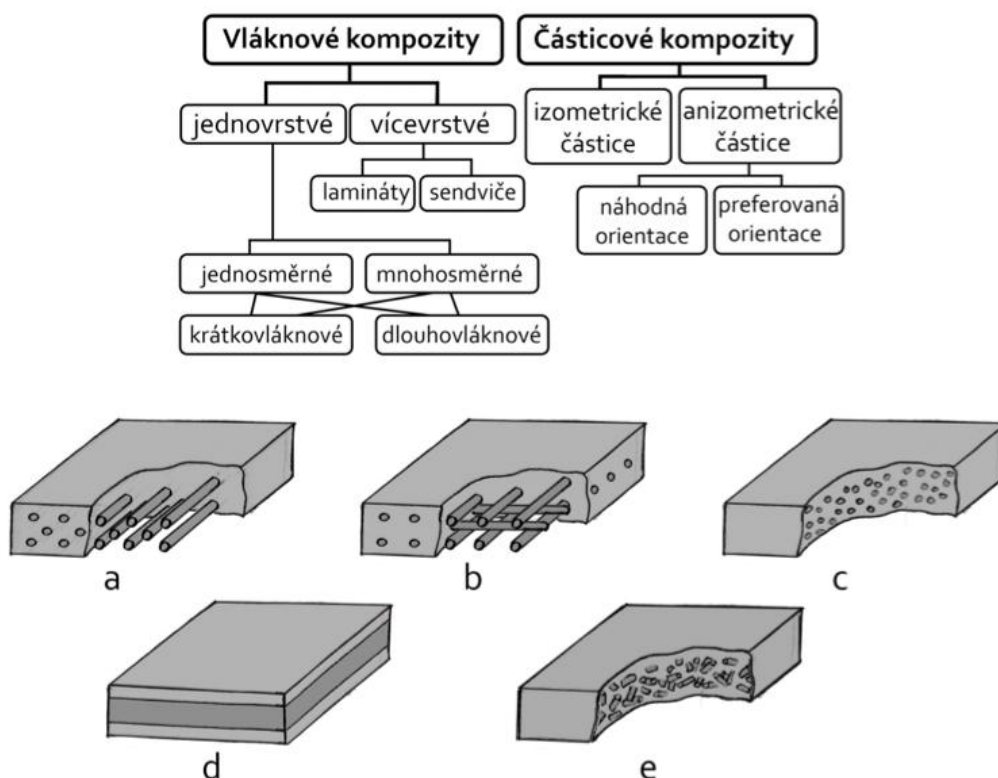 Vláknové kompozity
Částicové kompozity
jednovrstvé
vícevrstvé
izometrické
částice
anizometrické
částice
lamináty
sendviče
náhodná
orientace
preferovaná
orientace
jednosměrné
mnohosměrné
krátkovláknové
dlouhovláknové
a
b
c
d
e